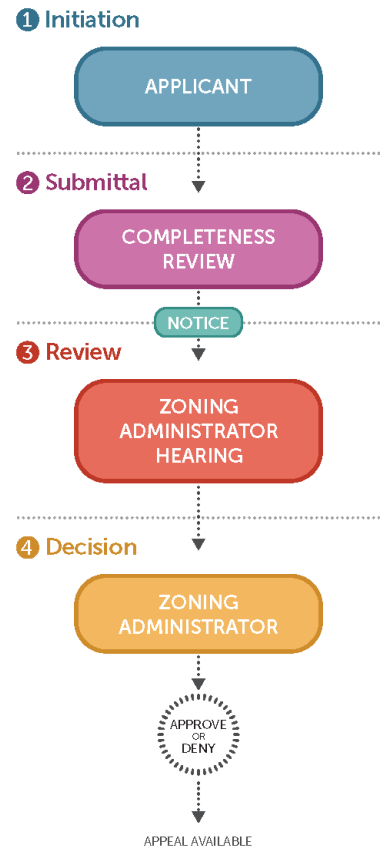 1 Initiation
APPLICANT
2 Submittal
COMPLETENESS
REVIEW
NOTICE
3 Review
ZONING
ADMINISTRATOR
HEARING
4 Decision
ZONING
ADMINISTRATOR
APPROVE
OR
DENY
APPEAL AVAILABLE